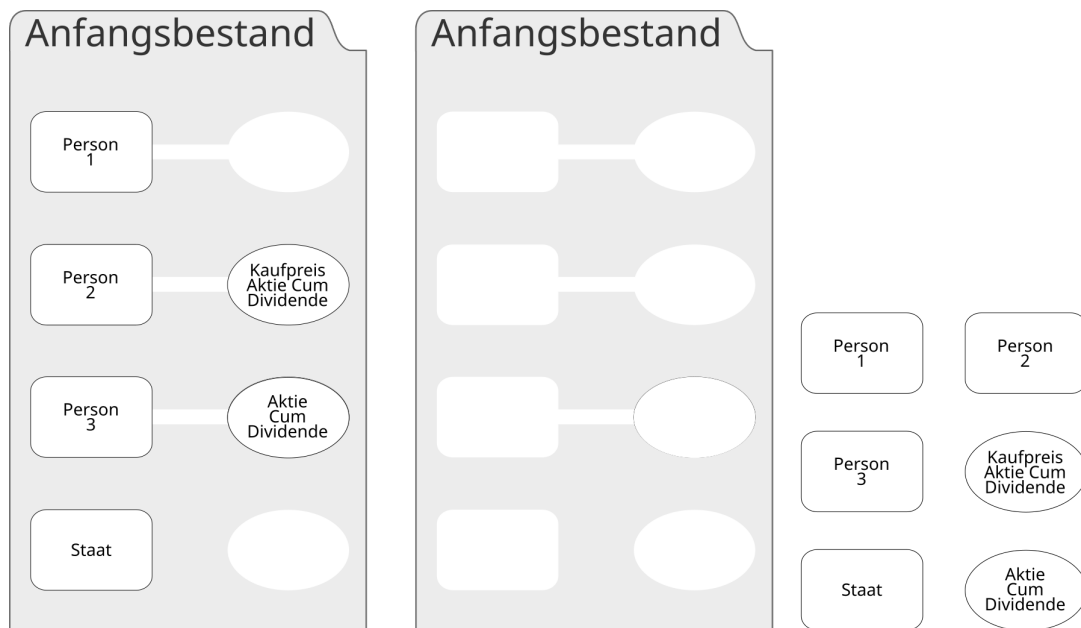 Anfangsbestand
Person
1
Person
2
Kaufpreis
Aktie Cum
Dividende
Person
3
Aktie
Cum
Dividende
Staat
Anfangsbestand
Person
1
Person
2
Person
3
Kaufpreis
Aktie Cum
Dividende
Staat
Aktie
Cum
Dividende